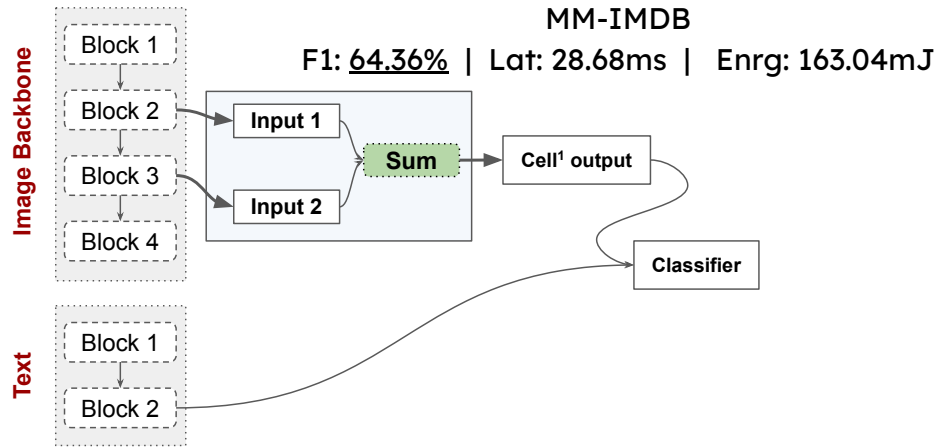 MM-IMDB
F1: 64.36% | Lat: 28.68ms | Enrg: 163.04mJ
Image Backbone
Block 1
Block 2
Block 3
Block 4
Input 1
Input 2
Sum
Cell¹ output
Classifier
Text
Block 1
Block 2